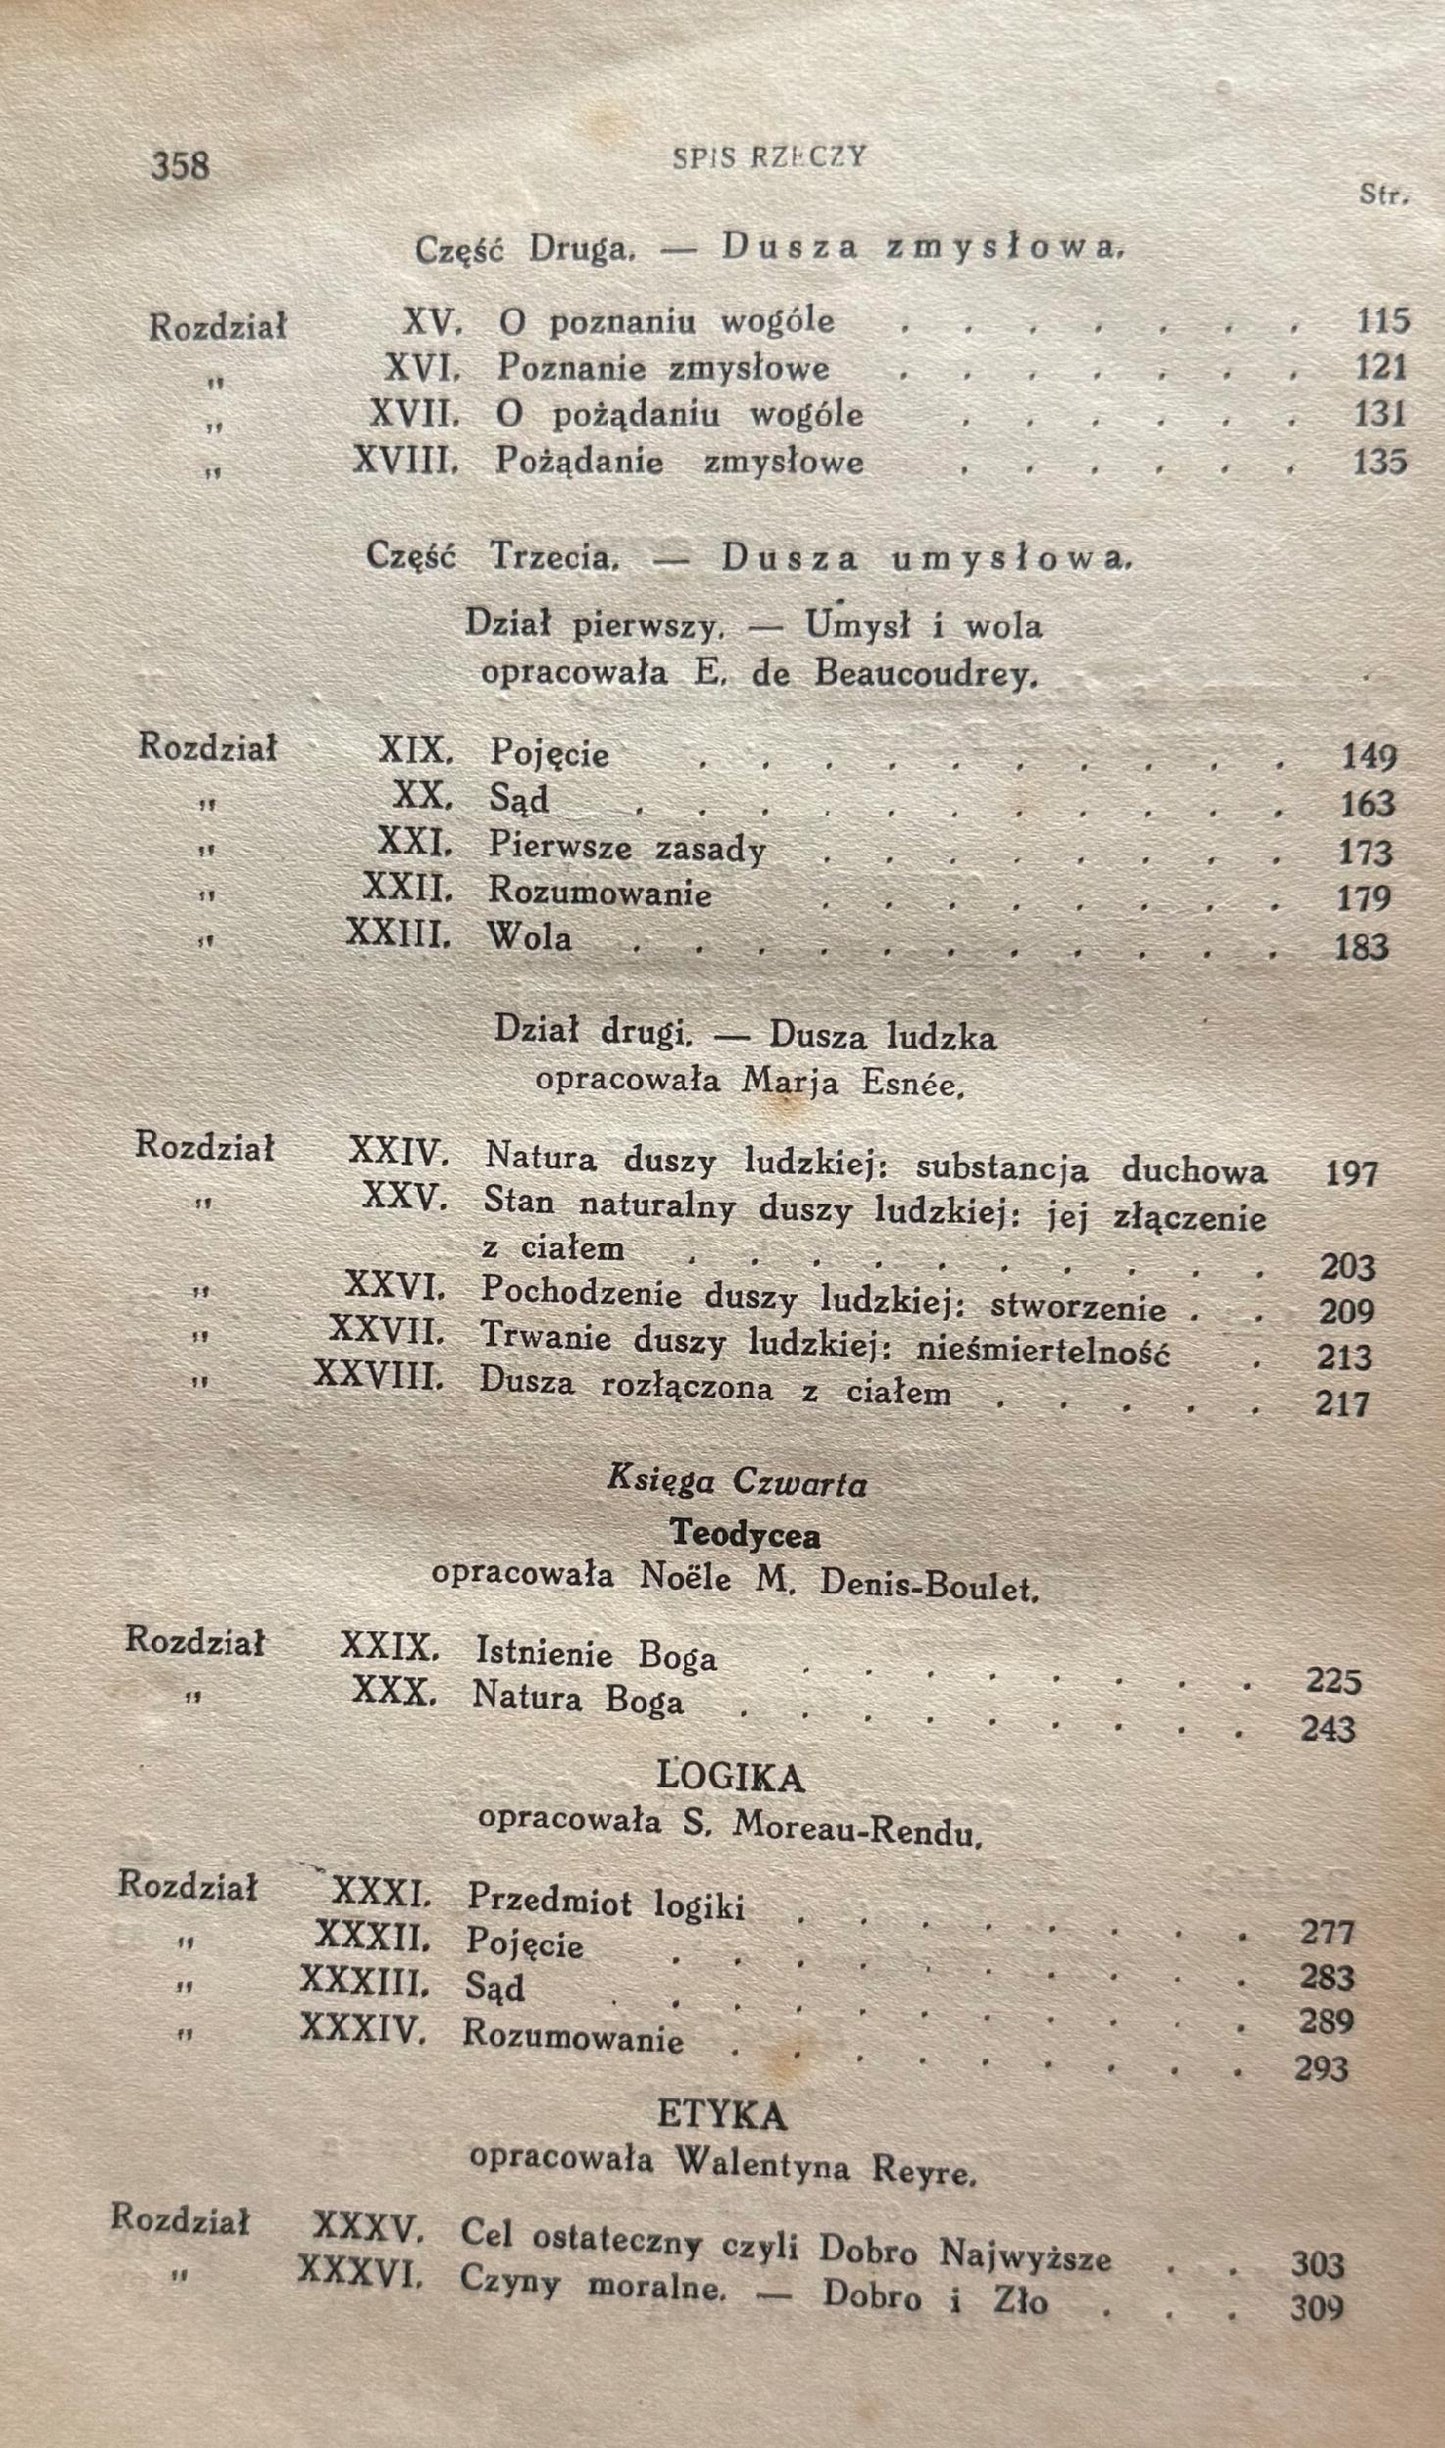 358 SPIS RZECZY
Str.
Część Druga. — Dusza zmysłowa.
Rozdział XV. O poznaniu wogóle . . . . . . . 115
„ XVI. Poznanie zmysłowe . . . . . . . 121
„ XVII. O pożądaniu wogóle . . . . . . 131
„ XVIII. Pożądanie zmysłowe . . . . . . 135
Część Trzecia. — Dusza umysłowa.
Dział pierwszy. — Umysł i wola
opracowała E. de Beaucoudrey.
Rozdział XIX. Pojęcie . . . . . . . . . . 149
„ XX. Sąd . . . . . . . . . . . 163
„ XXI. Pierwsze zasady . . . . . . . . 173
„ XXII. Rozumowanie . . . . . . . . 179
„ XXIII. Wola . . . . . . . . . . . 183
Dział drugi. — Dusza ludzka
opracowała Marja Esnée.
Rozdział XXIV. Natura duszy ludzkiej: substancja duchowa 197
„ XXV. Stan naturalny duszy ludzkiej: jej złączenie
z ciałem . . . . . . . . . . 203
„ XXVI. Pochodzenie duszy ludzkiej: stworzenie . . 209
„ XXVII. Trwanie duszy ludzkiej: nieśmiertelność . 213
„ XXVIII. Dusza rozłączona z ciałem . . . . . 217
Księga Czwarta
Teodycea
opracowała Noële M. Denis-Boulet.
Rozdział XXIX. Istnienie Boga . . . . . . . . 225
„ XXX. Natura Boga . . . . . . . . . 243
LOGIKA
opracowała S. Moreau-Rendu.
Rozdział XXXI. Przedmiot logiki . . . . . . . . 277
„ XXXII. Pojęcie . . . . . . . . . . 283
„ XXXIII. Sąd . . . . . . . . . . . 289
„ XXXIV. Rozumowanie . . . . . . . . . 293
ETYKA
opracowała Walentyna Reyre.
Rozdział XXXV. Cel ostateczny czyli Dobro Najwyższe . . 303
„ XXXVI. Czyny moralne. — Dobro i Zło . . . 309